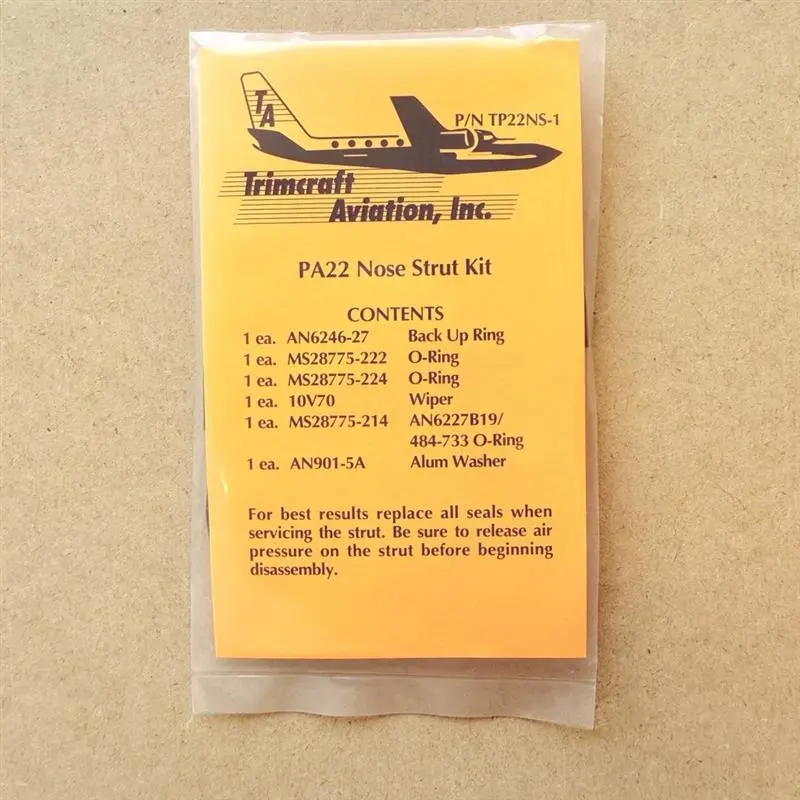 TA
P/N TP22NS-1
Trimcraft
Aviation, Inc.
PA22 Nose Strut Kit
CONTENTS
1 ea. AN6246-27 Back Up Ring
1 ea. MS28775-222 O-Ring
1 ea. MS28775-224 O-Ring
1 ea. 10V70 Wiper
1 ea. MS28775-214 AN6227B19/
484-733 O-Ring
1 ea. AN901-5A Alum Washer
For best results replace all seals when
servicing the strut. Be sure to release air
pressure on the strut before beginning
disassembly.